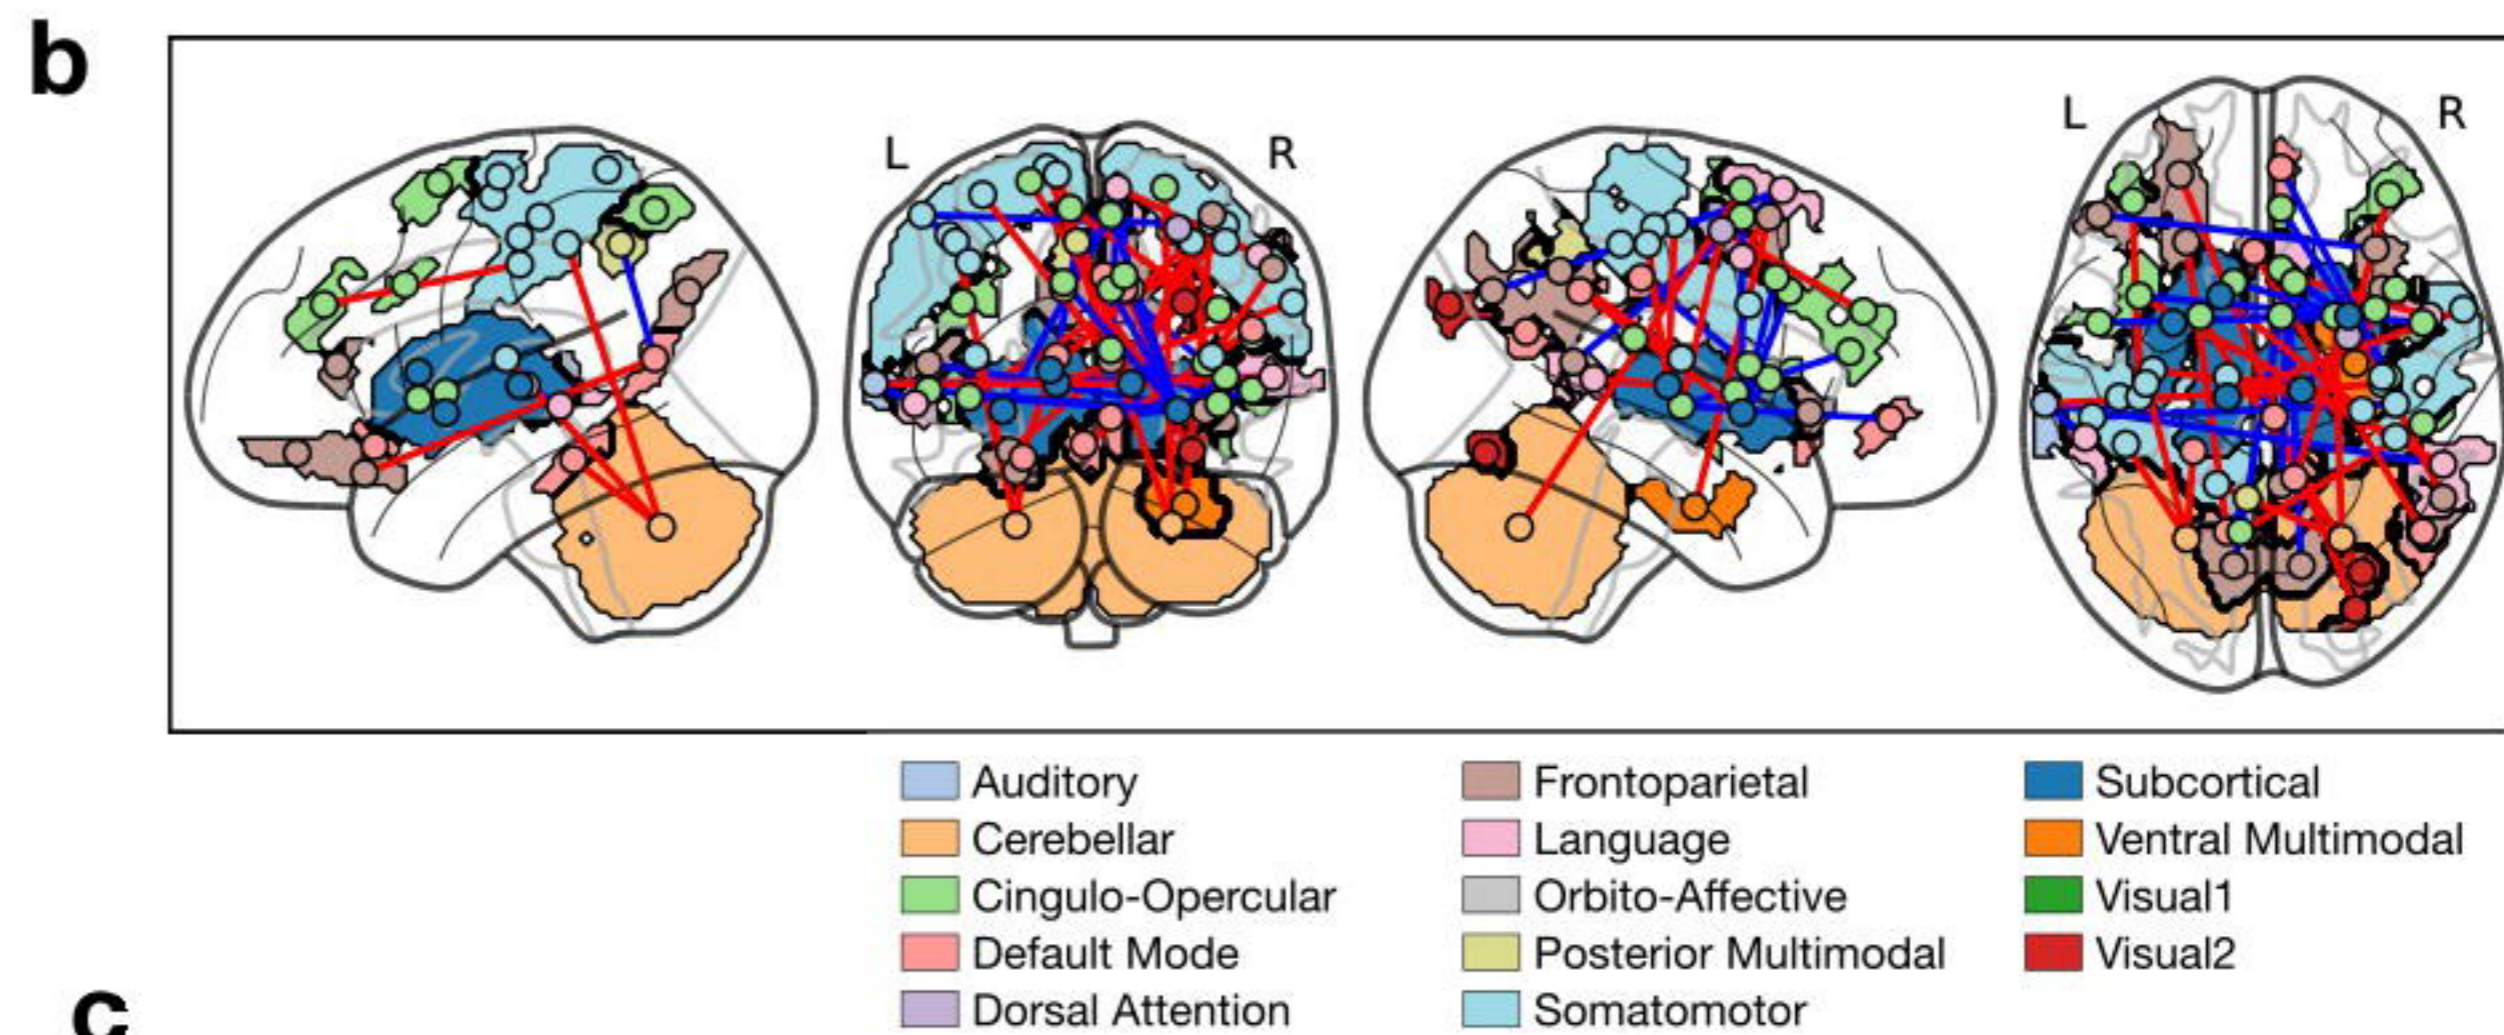 b
L R
L R
Auditory Frontoparietal Subcortical
Cerebellar Language Ventral Multimodal
Cingulo-Opercular Orbito-Affective Visual1
Default Mode Posterior Multimodal Visual2
Dorsal Attention Somatomotor
c